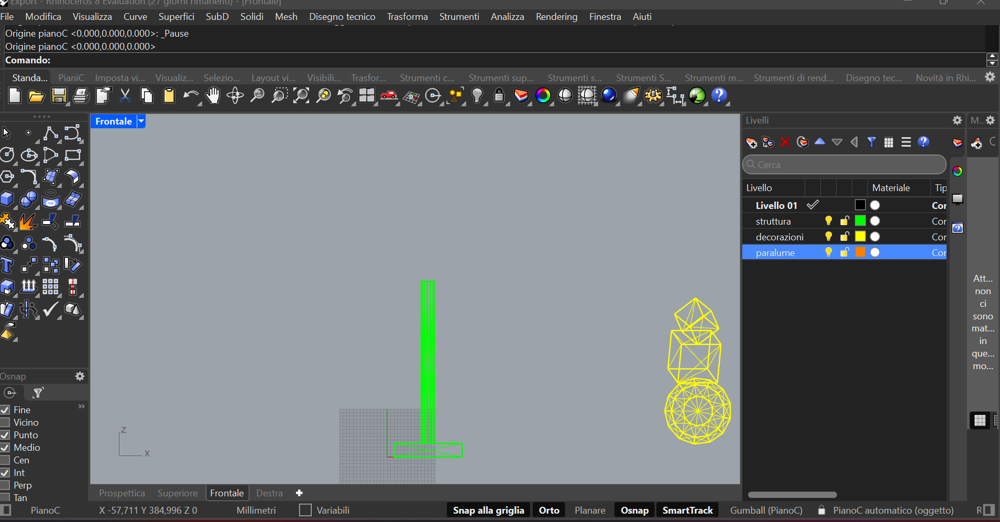 Export - Rhinoceros 8 Evaluation (27 giorni rimanenti) - [Frontale]
File Modifica Visualizza Curve Superfici SubD Solidi Mesh Disegno tecnico Trasforma Strumenti Analizza Rendering Finestra Aiuti
Origine pianoC <0.000,0.000,0.000>: _Pause
Origine pianoC <0.000,0.000,0.000>
Comando:
Standa... PianiC Imposta vi... Visualiz... Selezio... Layout vi... Visibili... Trasfor... Strumenti c... Strumenti sup... Strumenti s... Strumenti S... Strumenti m... Strumenti di rend... Disegno tec... Novità in Rhi...
Frontale
Livelli
M...
Cerca
Livello Materiale Tip
Livello 01 Cor
struttura Cor
decorazioni Cor
paralume Cor
Att...
non
ci
sono
mat...
in
que...
mo...
z
x
Osnap
Fine
Vicino
Punto
Medio
Cen
Int
Perp
Tan
Prospettica Superiore Frontale Destra
PianoC X -57,711 Y 384,996 Z 0 Millimetri Variabili Snap alla griglia Orto Planare Osnap SmartTrack Gumball (PianoC) PianoC automatico (oggetto) R